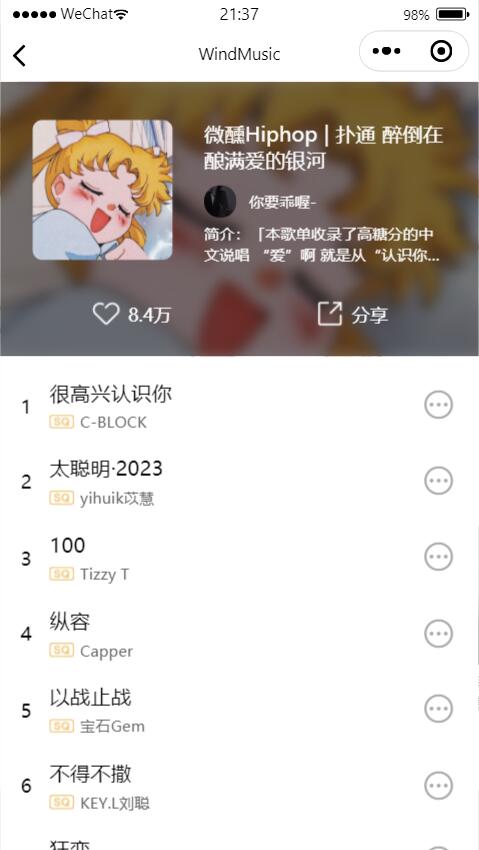 WeChat
21:37
98%
WindMusic
微醺Hiphop | 扑通 醉倒在
酿满爱的银河
你要乖喔~
简介：「本歌单收录了高糖分的中
文说唱 “爱”啊 就是从“认识你...
8.4万
分享
1
很高兴认识你
SQ C-BLOCK
2
太聪明·2023
SQ yihuik苡慧
3
100
SQ Tizzy T
4
纵容
SQ Capper
5
以战止战
SQ 宝石Gem
6
不得不撒
SQ KEY.L刘聪